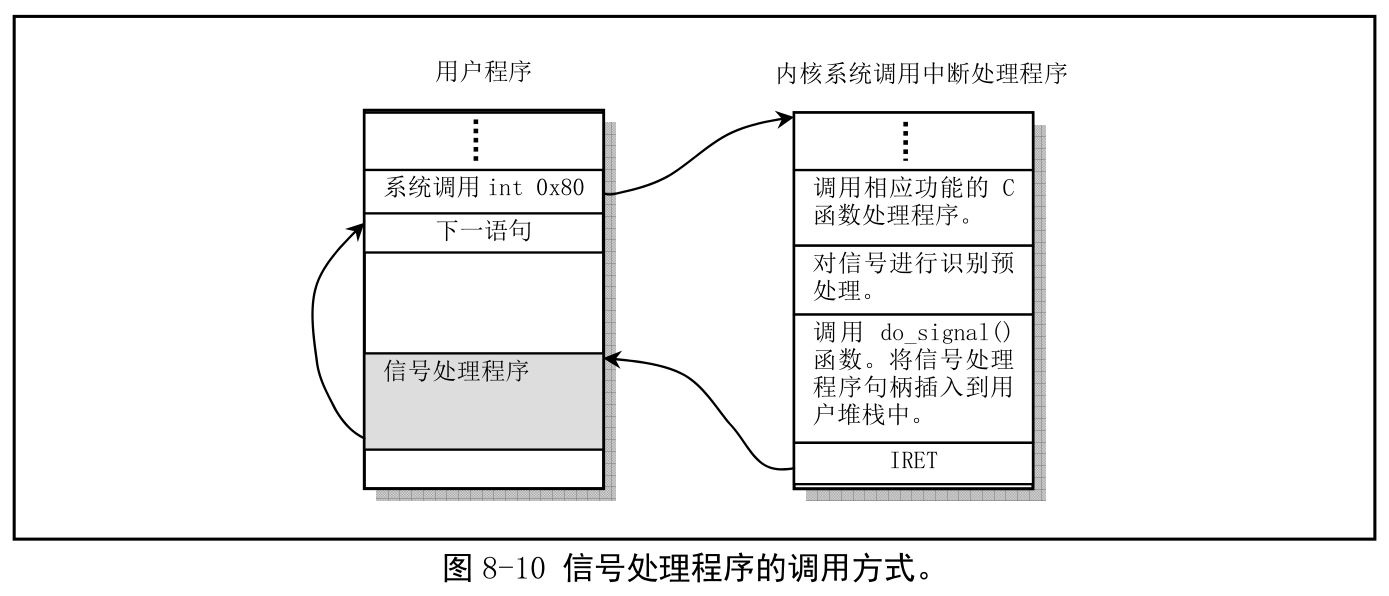 用户程序
内核系统调用中断处理程序
系统调用 int 0x80
下一语句
信号处理程序
调用相应功能的 C
函数处理程序。
对信号进行识别预
处理。
调用 do_signal()
函数。将信号处理
程序句柄插入到用
户堆栈中。
IRET
图 8-10 信号处理程序的调用方式。